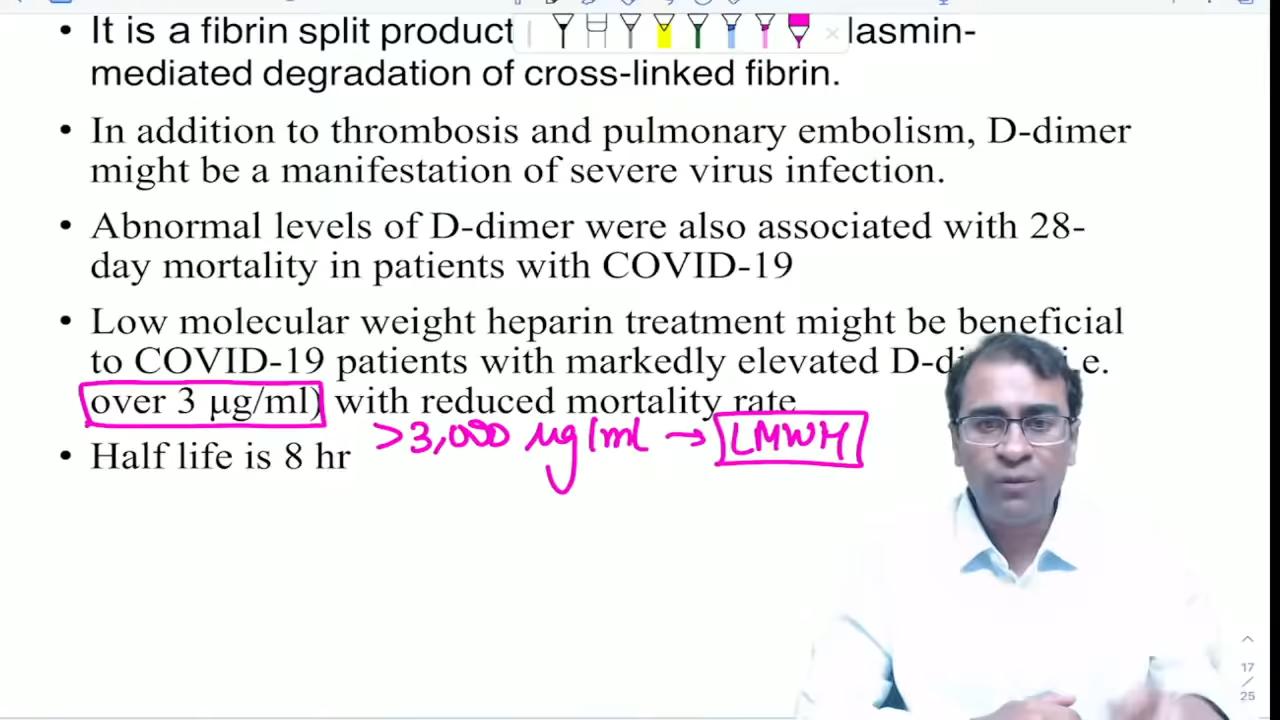 • It is a fibrin split product lasmin-
mediated degradation of cross-linked fibrin.
• In addition to thrombosis and pulmonary embolism, D-dimer
might be a manifestation of severe virus infection.
• Abnormal levels of D-dimer were also associated with 28-
day mortality in patients with COVID-19
• Low molecular weight heparin treatment might be beneficial
to COVID-19 patients with markedly elevated D-di i.e.
over 3 μg/ml) with reduced mortality rate
>3,000 μg/ml → LMWH
• Half life is 8 hr
17
/
25